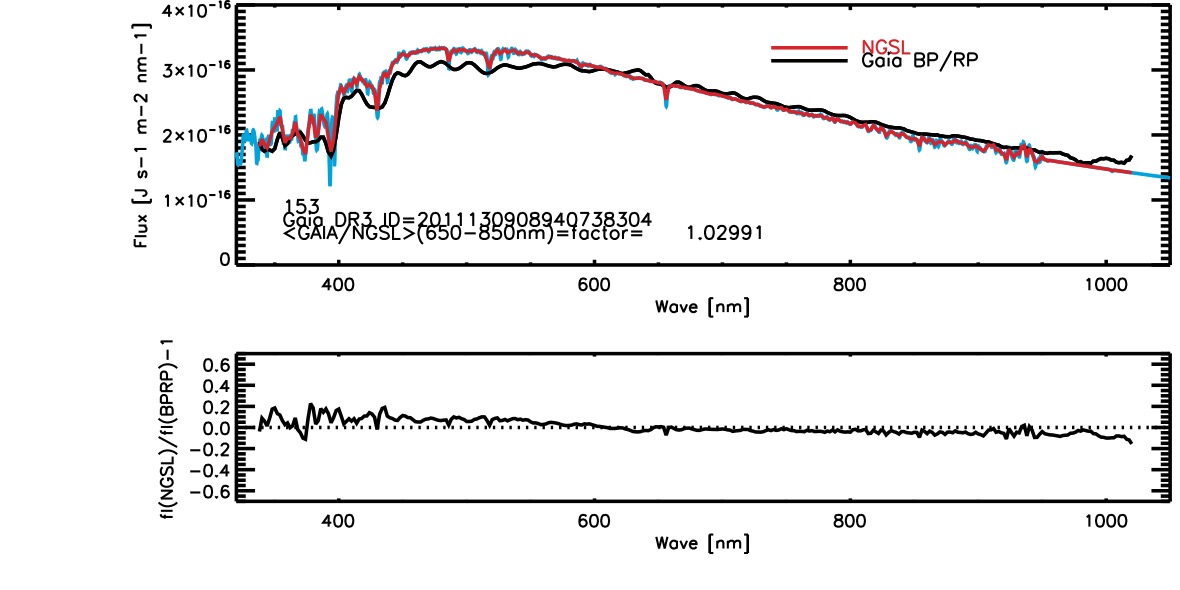 4×10−16
3×10−16
2×10−16
1×10−16
0
Flux [J s−1 m−2 nm−1]
NGSL
Gaia BP/RP
153
Gaia DR3 ID=2011130908940738304
<GAIA/NGSL>(650−850nm)=factor= 1.02991
400 600 800 1000
Wave [nm]
0.6
0.4
0.2
0.0
−0.2
−0.4
−0.6
fl(NGSL)/fl(BPRP)−1
400 600 800 1000
Wave [nm]